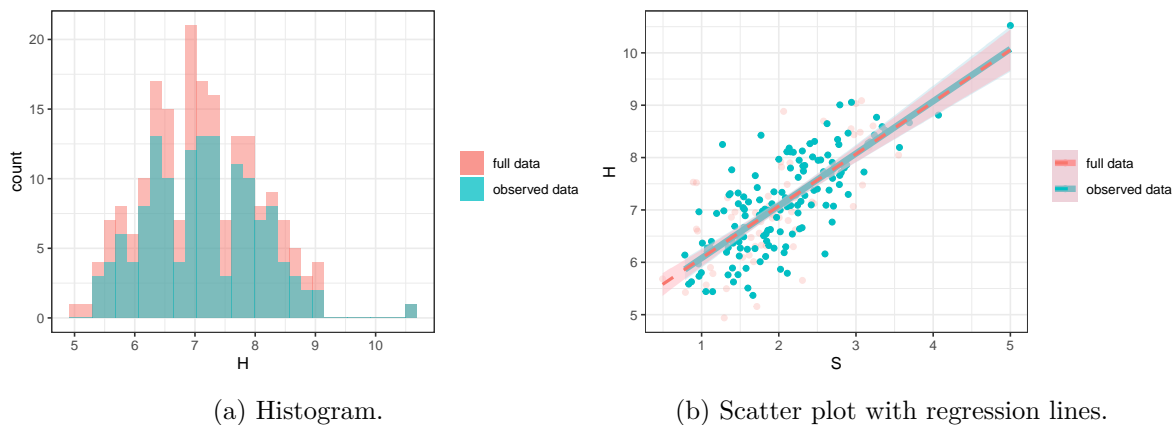 20
15
10
5
0
count
5 6 7 8 9 10
H
full data
observed data
(a) Histogram.
10
9
8
7
6
5
H
1 2 3 4 5
S
full data
observed data
(b) Scatter plot with regression lines.